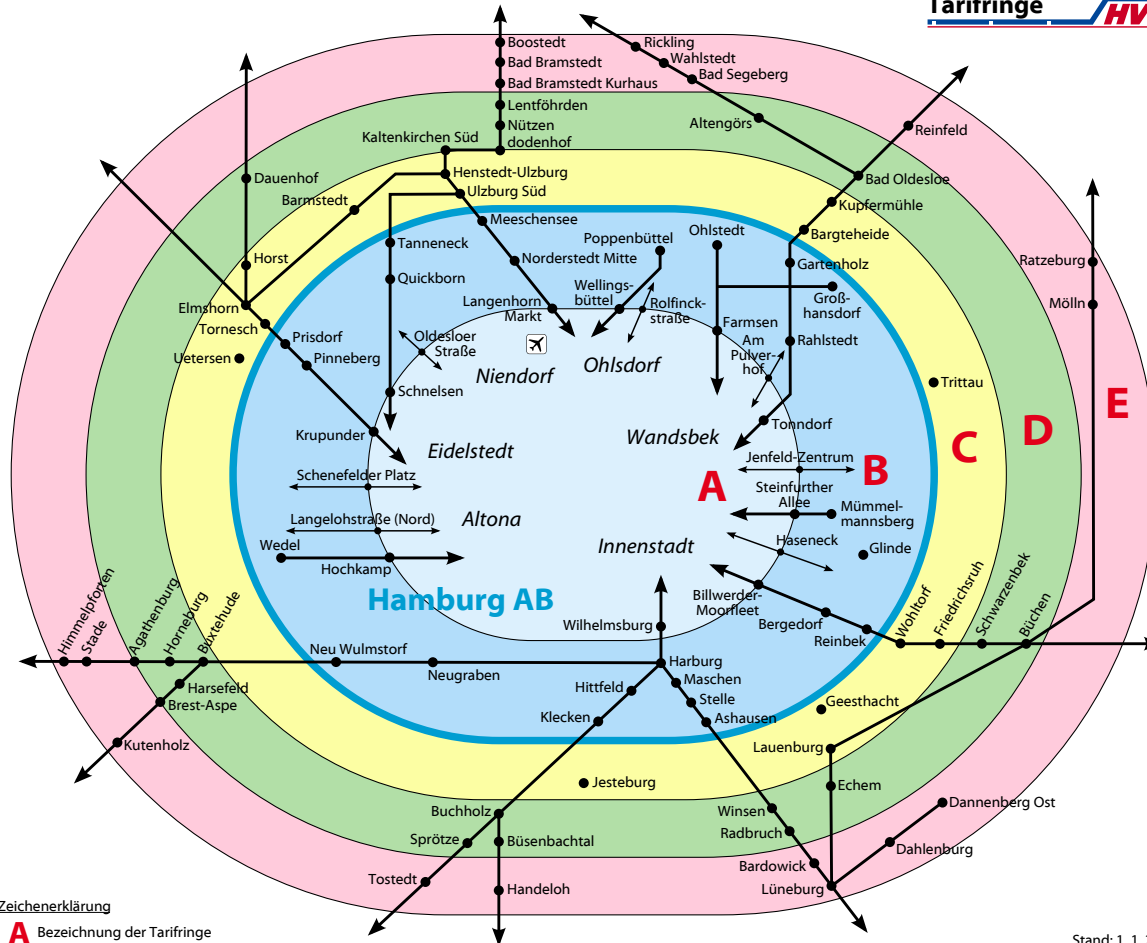 Tarifringe
HV
Boostedt
Bad Bramstedt
Bad Bramstedt Kurhaus
Lentföhrden
Nützen
dodenhof
Kaltenkirchen Süd
Henstedt-Ulzburg
Ulzburg Süd
Meeschensee
Norderstedt Mitte
Langenhorn
Markt
Rickling
Wahlstedt
Bad Segeberg
Altengörs
Reinfeld
Bad Oldesloe
Kupfermühle
Bargteheide
Gartenholz
Dauenhof
Barmstedt
Horst
Elmshorn
Tornesch
Prisdorf
Pinneberg
Uetersen
Tanneck
Quickborn
Oldesloer
Straße
Schnelsen
Krupunder
Poppenbüttel
Wellings-
büttel
Rolfinck-
straße
Ohlstedt
Groß-
hansdorf
Farmsen
Am
Pulver-
hof
Rahlstedt
Tonndorf
Ratzeburg
Mölln
Trittau
Niendorf
Ohlsdorf
Eidelstedt
Wandsbek
Altona
Innenstadt
A
B
C
D
E
Schenefelder Platz
Langelohstraße (Nord)
Wedel
Hochkamp
Jenfeld-Zentrum
Steinfurther
Allee
Mümmel-
mannsberg
Haseneck
Glinde
Hamburg AB
Billwerder-
Moorfleet
Bergedorf
Reinbek
Wohltorf
Friedrichsruh
Schwarzenbek
Büchen
Himmelpforten
Stade
Agathenburg
Horneburg
Buxtehude
Neu Wulmstorf
Neugraben
Wilhelmsburg
Harburg
Maschen
Stelle
Ashausen
Hittfeld
Klecken
Harsefeld
Brest-Aspe
Kutenholz
Jesteburg
Geesthacht
Lauenburg
Echem
Dannenberg Ost
Dahlenburg
Winsen
Radbruch
Bardowick
Lüneburg
Buchholz
Sprötze
Büsenbachtal
Tostedt
Handeloh
Zeichenerklärung
A Bezeichnung der Tarifringe
Stand: 1. 1.